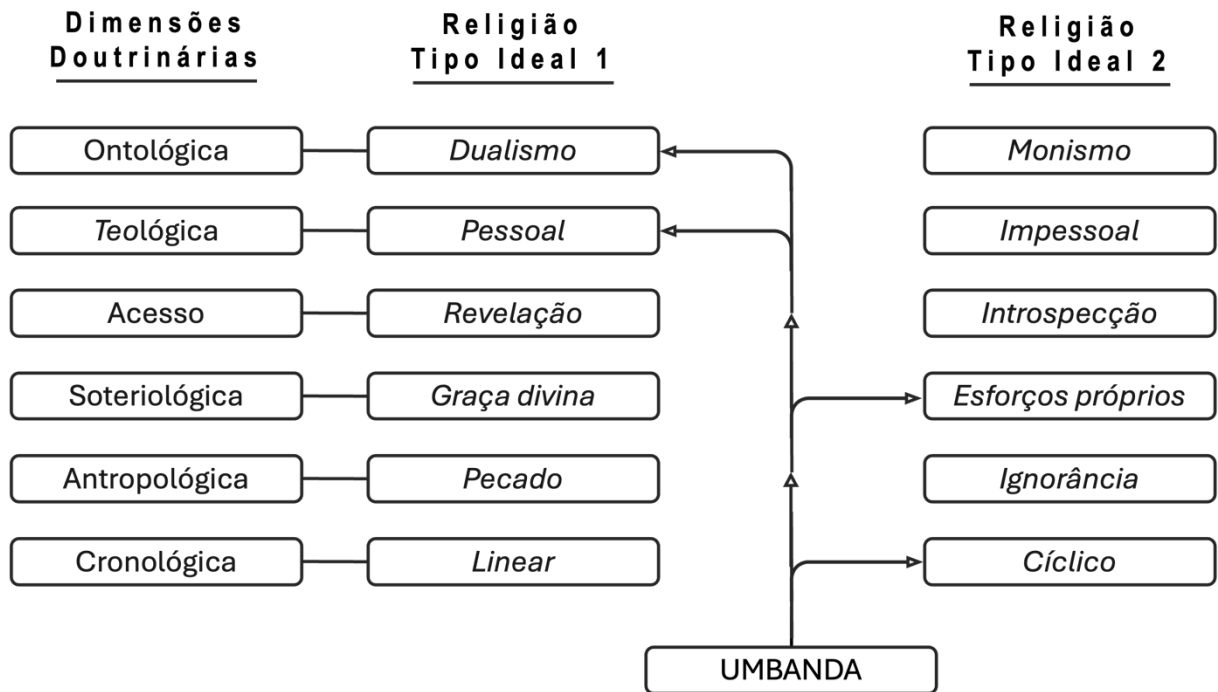 Dimensões
Doutrinárias
Religião
Tipo Ideal 1
Religião
Tipo Ideal 2
Ontológica
Dualismo
Monismo
Teológica
Pessoal
Impessoal
Acesso
Revelação
Introspecção
Soteriológica
Graça divina
Esforços próprios
Antropológica
Pecado
Ignorância
Cronológica
Linear
Cíclico
UMBANDA